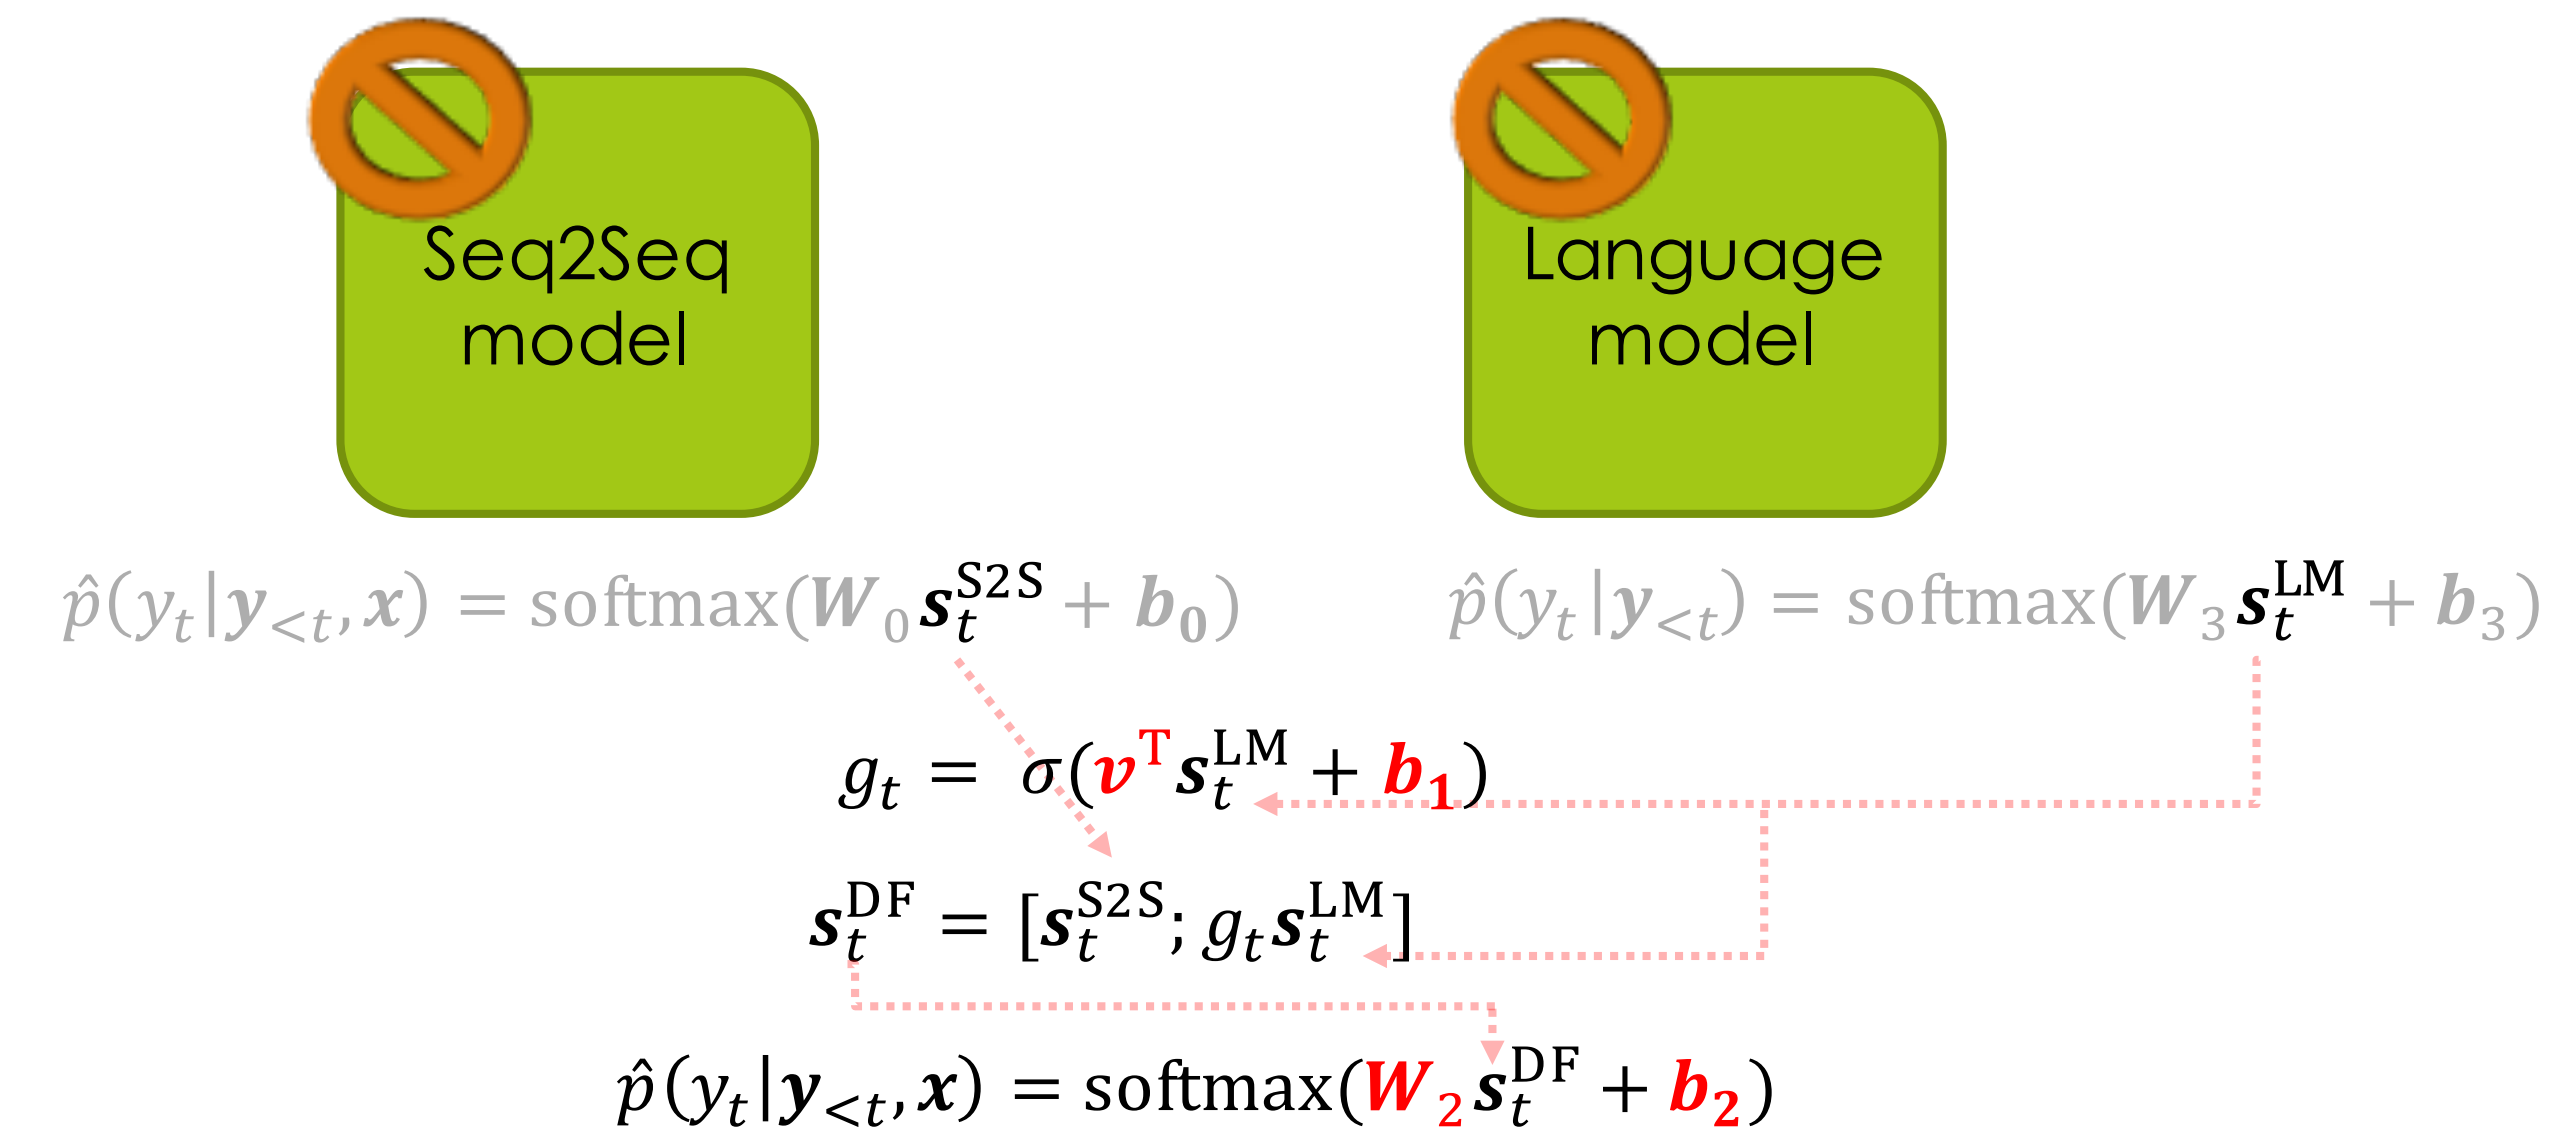 Seq2Seq
model
Language
model
p̂(y_t|𝒚_{<t}, 𝒙) = softmax(𝑾_0 𝒔_t^{S2S} + 𝒃_0)
p̂(y_t|𝒚_{<t}) = softmax(𝑾_3 𝒔_t^{LM} + 𝒃_3)
g_t = σ(𝒗^T 𝒔_t^{LM} + 𝒃_1)
𝒔_t^{DF} = [𝒔_t^{S2S}; g_t 𝒔_t^{LM}]
p̂(y_t|𝒚_{<t}, 𝒙) = softmax(𝑾_2 𝒔_t^{DF} + 𝒃_2)